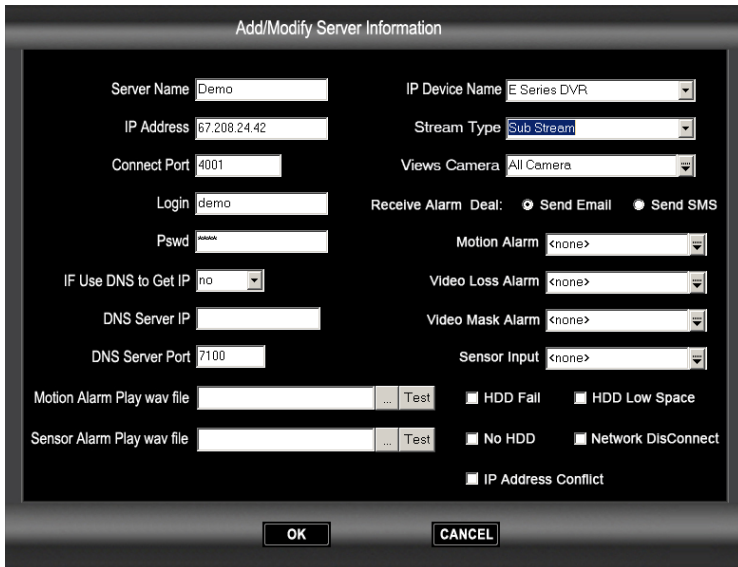 Add/Modify Server Information
Server Name Demo
IP Device Name E Series DVR
IP Address 67.208.24.42
Stream Type Sub Stream
Connect Port 4001
Views Camera All Camera
Login demo
Receive Alarm Deal: Send Email Send SMS
Pswd ****
Motion Alarm <none>
IF Use DNS to Get IP no
Video Loss Alarm <none>
DNS Server IP
Video Mask Alarm <none>
DNS Server Port 7100
Sensor Input <none>
Motion Alarm Play wav file ... Test
HDD Fail HDD Low Space
Sensor Alarm Play wav file ... Test
No HDD Network DisConnect
IP Address Conflict
OK CANCEL